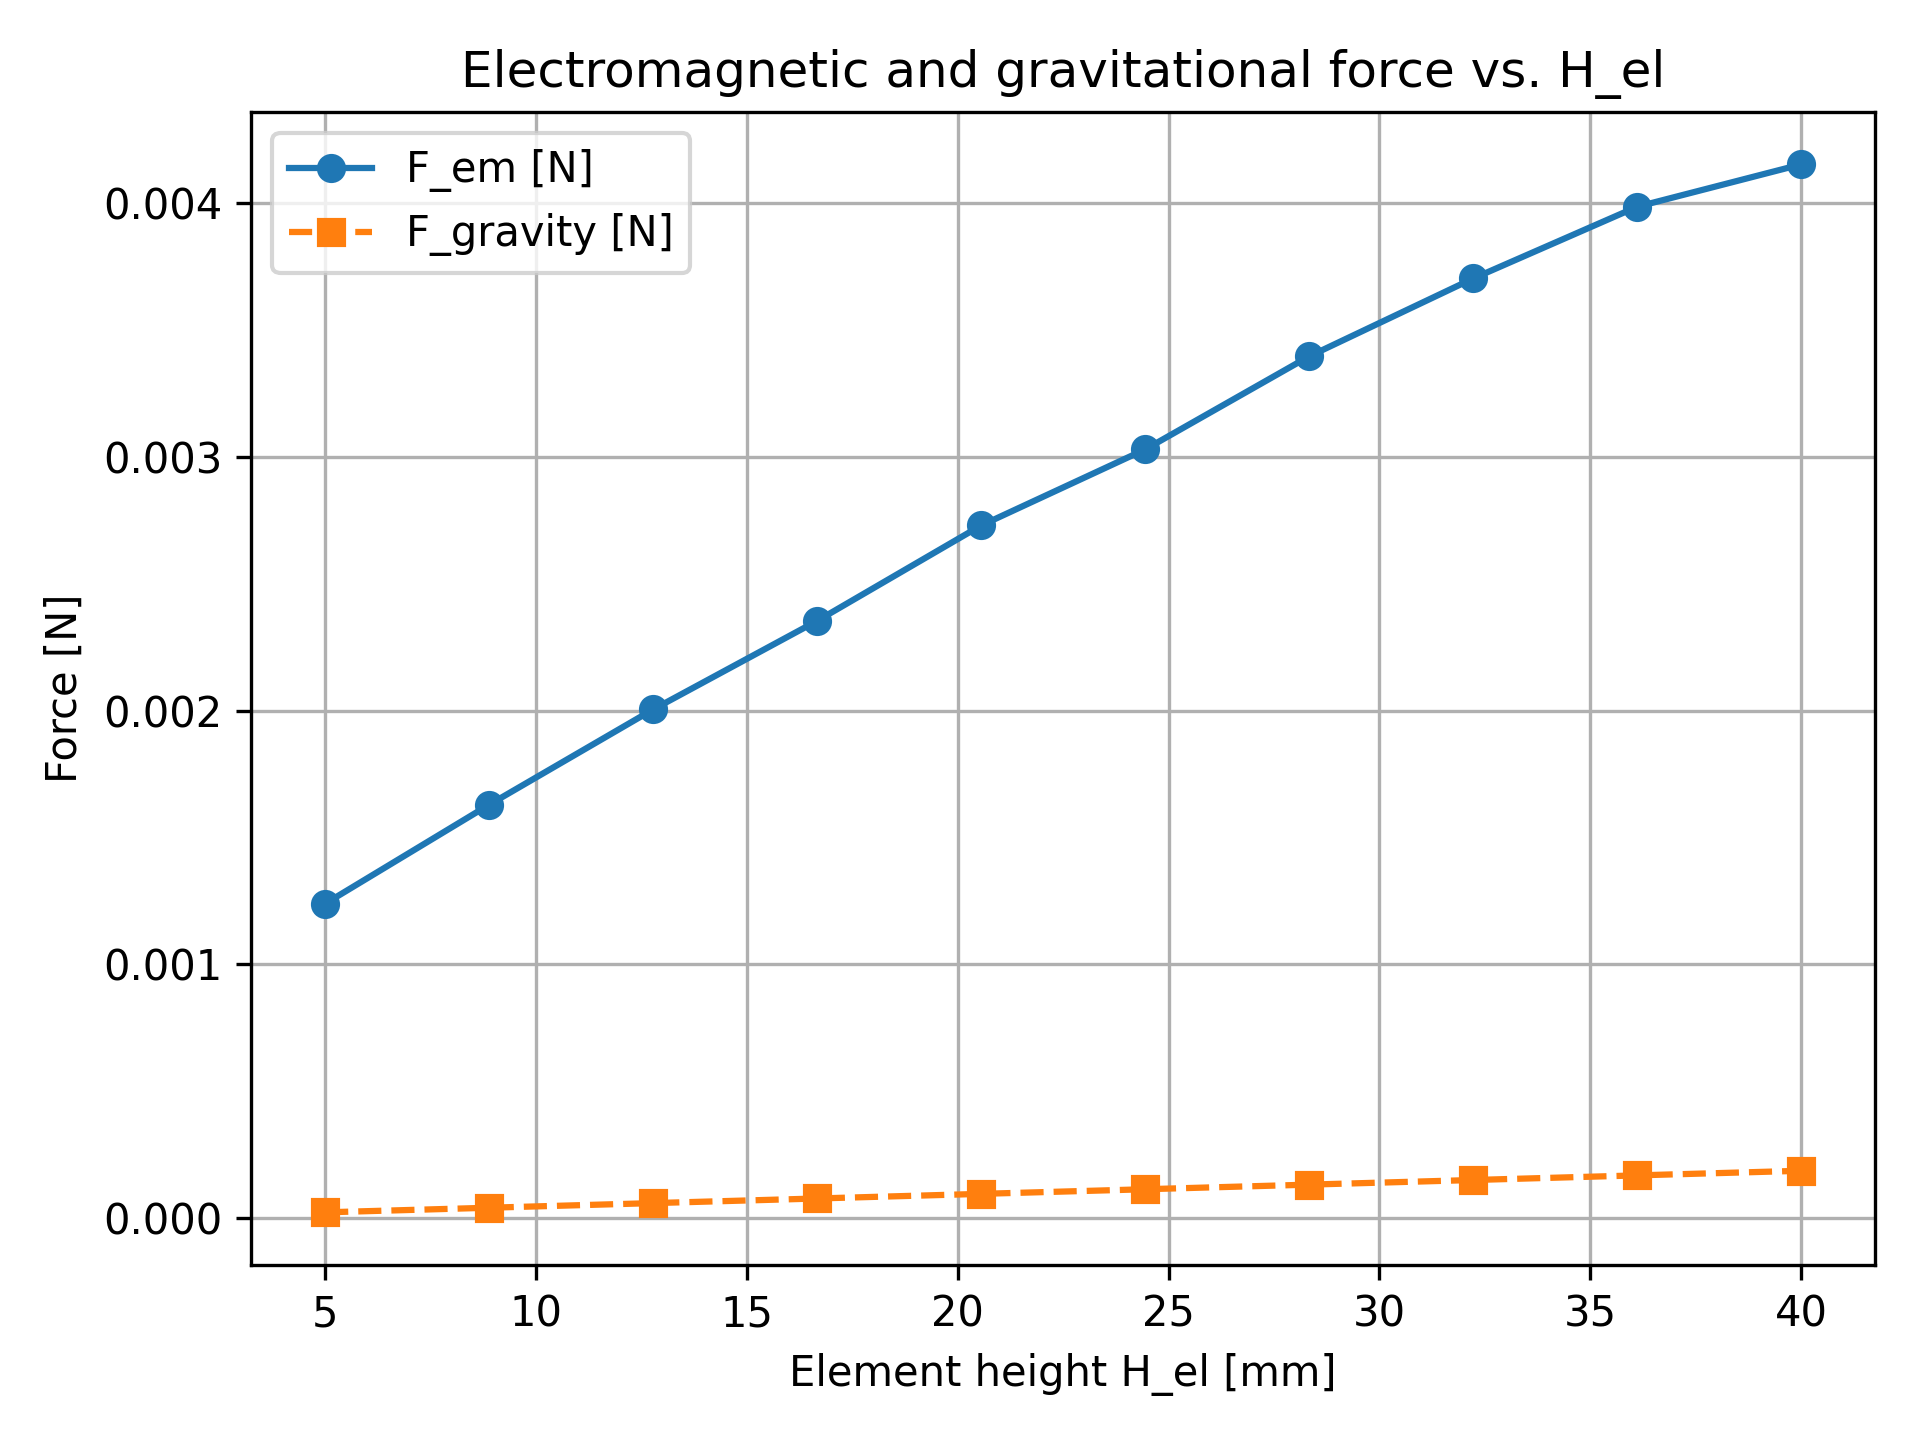 Electromagnetic and gravitational force vs. H_el
F_em [N]
F_gravity [N]
Force [N]
0.004
0.003
0.002
0.001
0.000
5 10 15 20 25 30 35 40
Element height H_el [mm]